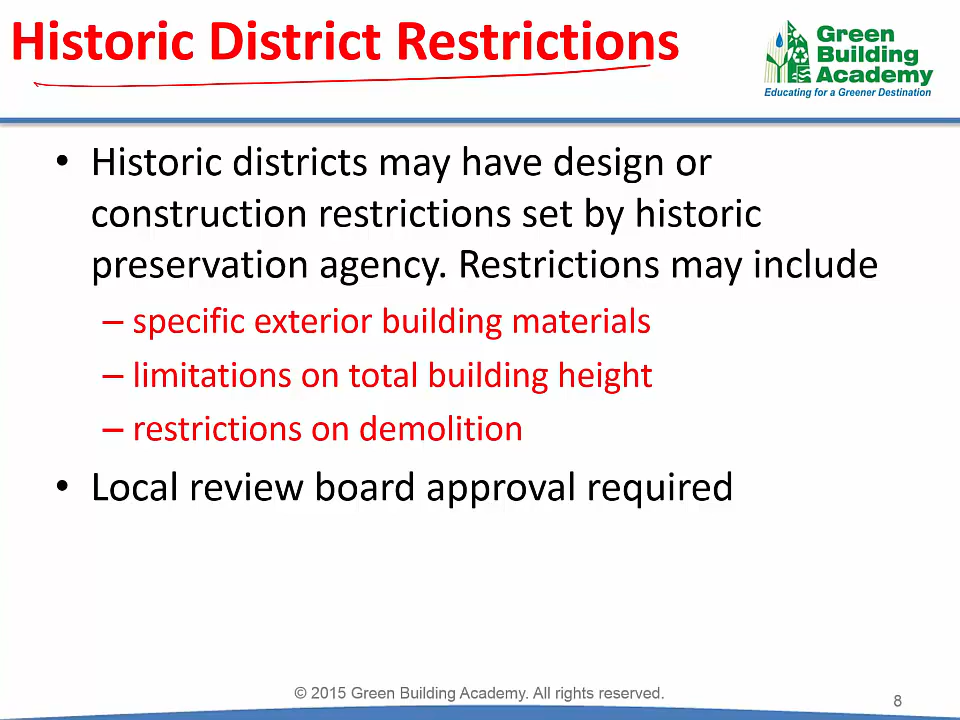 Historic District Restrictions
Green
Building
Academy
Educating for a Greener Destination
• Historic districts may have design or
construction restrictions set by historic
preservation agency. Restrictions may include
– specific exterior building materials
– limitations on total building height
– restrictions on demolition
• Local review board approval required
© 2015 Green Building Academy. All rights reserved.
8